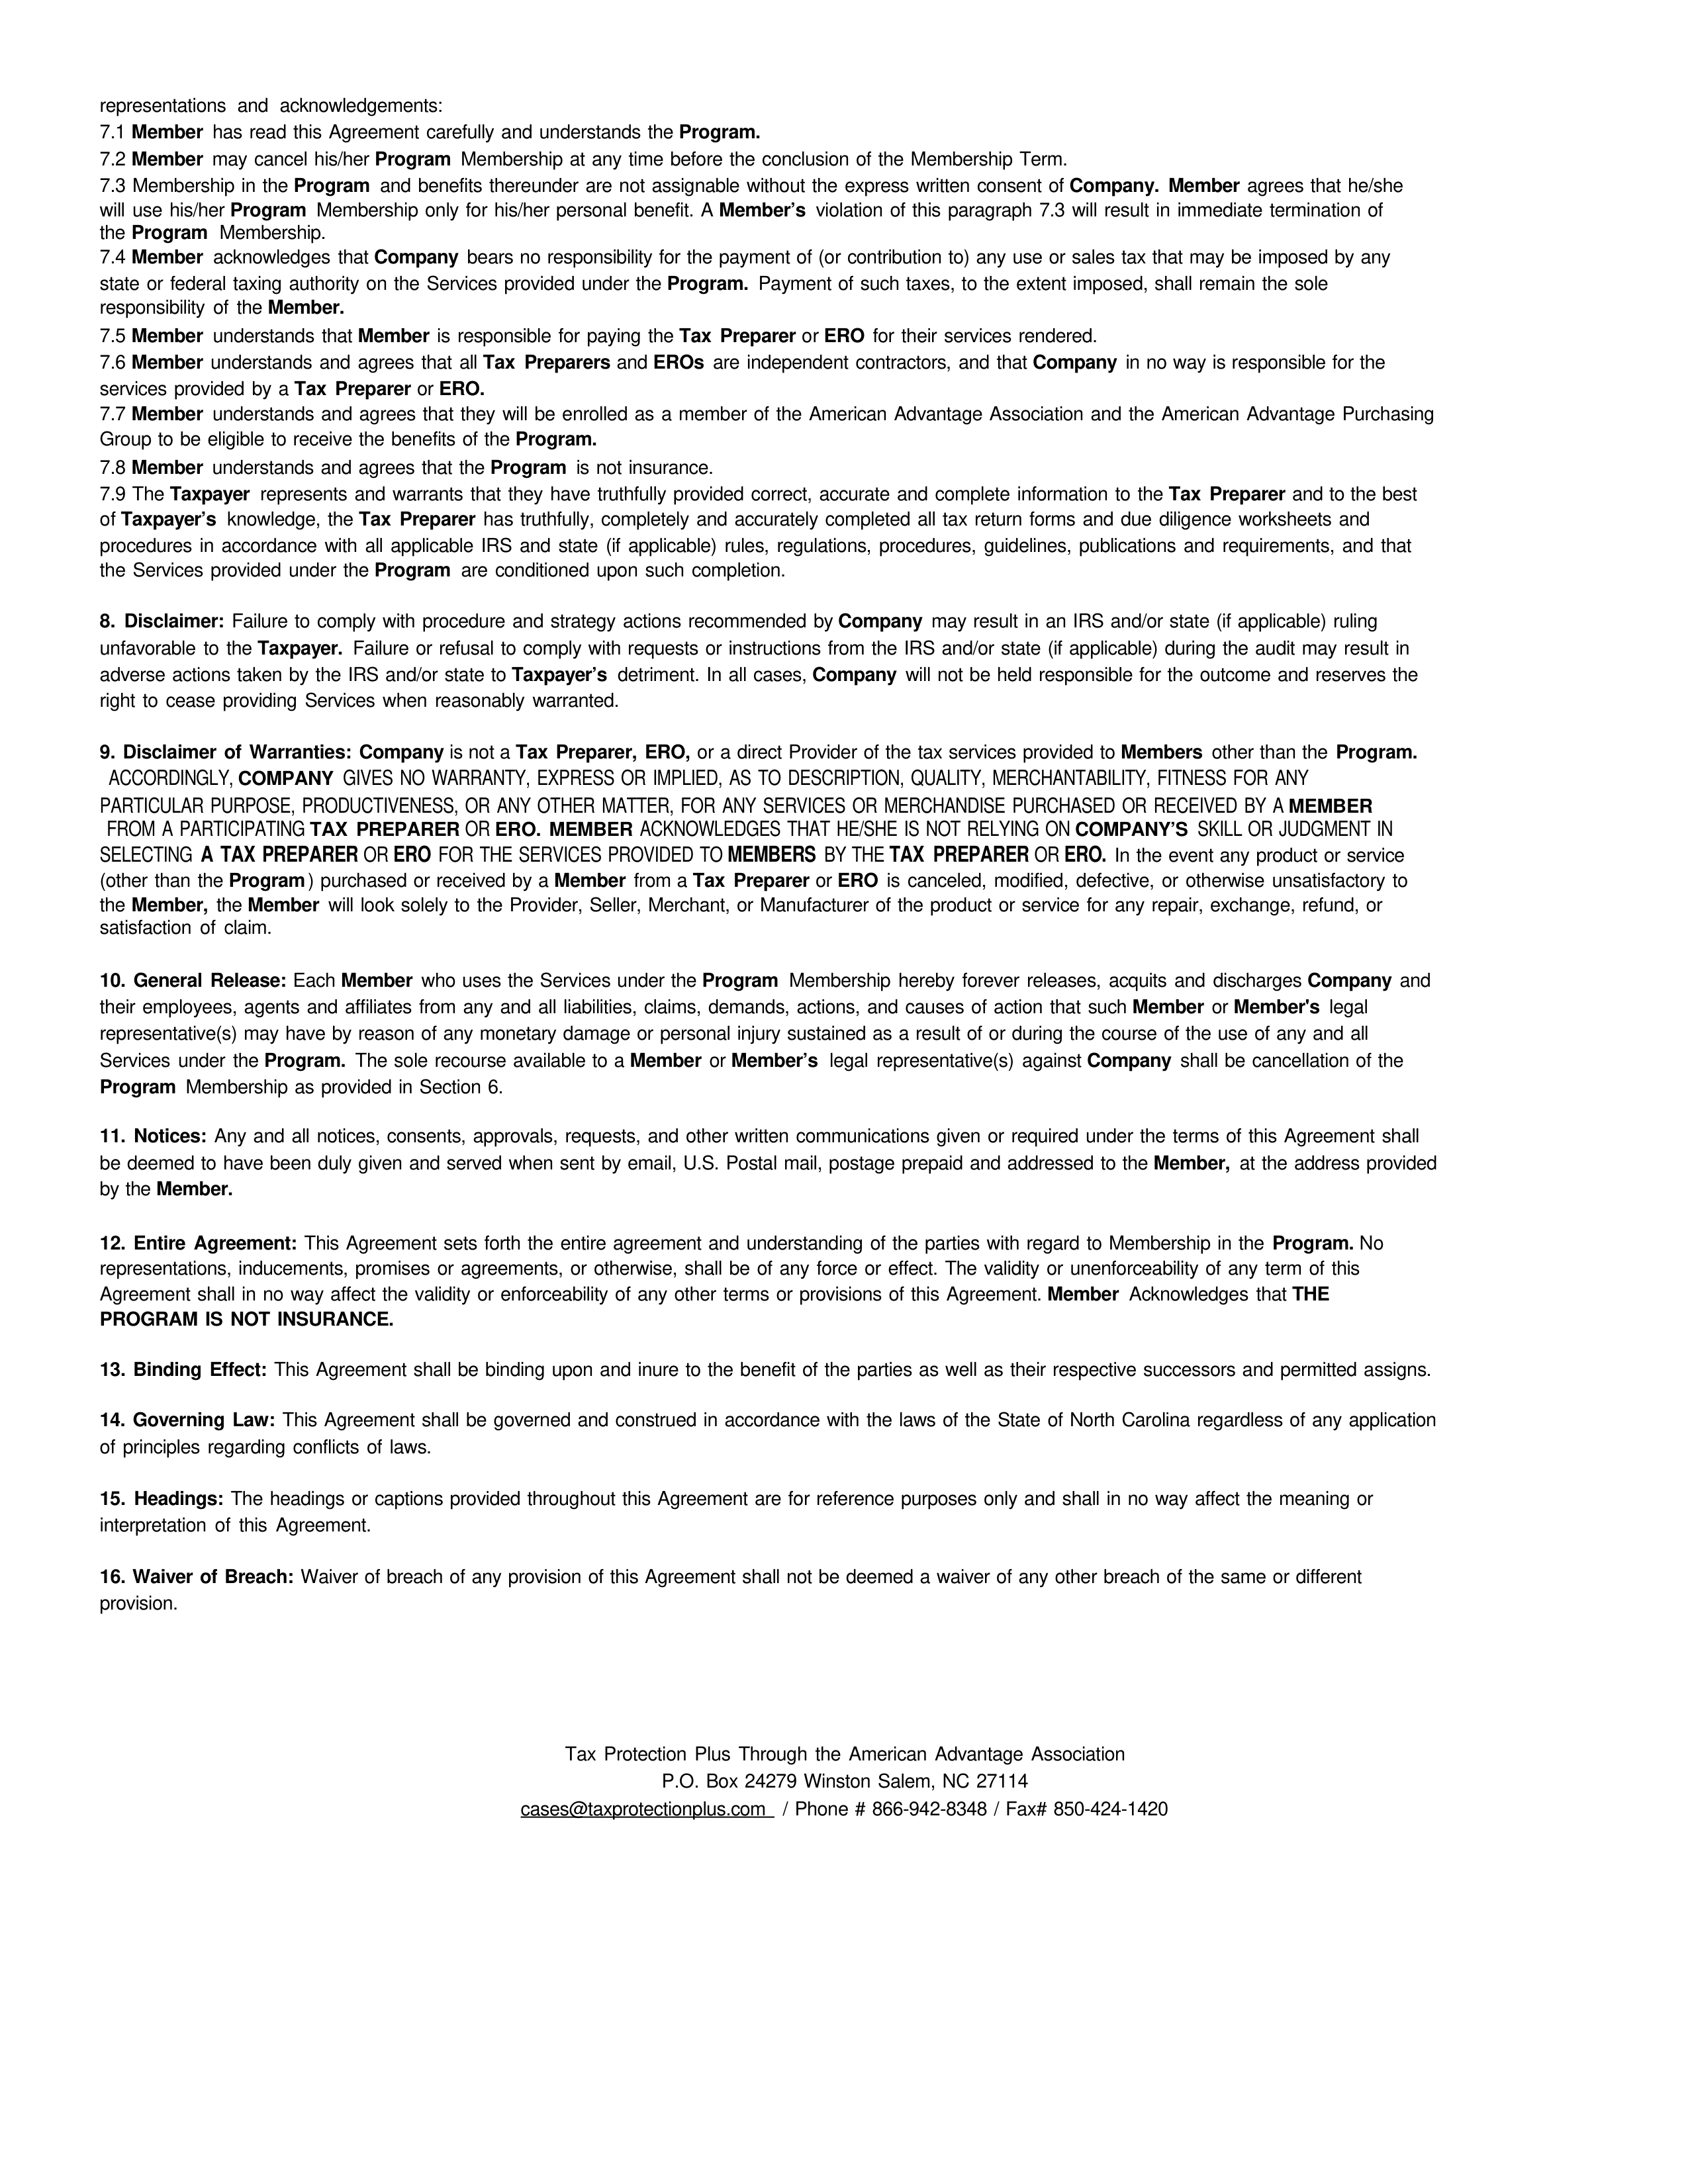 representations and acknowledgements:
7.1 Member has read this Agreement carefully and understands the Program.
7.2 Member may cancel his/her Program Membership at any time before the conclusion of the Membership Term.
7.3 Membership in the Program and benefits thereunder are not assignable without the express written consent of Company. Member agrees that he/she
will use his/her Program Membership only for his/her personal benefit. A Member’s violation of this paragraph 7.3 will result in immediate termination of
the Program Membership.
7.4 Member acknowledges that Company bears no responsibility for the payment of (or contribution to) any use or sales tax that may be imposed by any
state or federal taxing authority on the Services provided under the Program. Payment of such taxes, to the extent imposed, shall remain the sole
responsibility of the Member.
7.5 Member understands that Member is responsible for paying the Tax Preparer or ERO for their services rendered.
7.6 Member understands and agrees that all Tax Preparers and EROs are independent contractors, and that Company in no way is responsible for the
services provided by a Tax Preparer or ERO.
7.7 Member understands and agrees that they will be enrolled as a member of the American Advantage Association and the American Advantage Purchasing
Group to be eligible to receive the benefits of the Program.
7.8 Member understands and agrees that the Program is not insurance.
7.9 The Taxpayer represents and warrants that they have truthfully provided correct, accurate and complete information to the Tax Preparer and to the best
of Taxpayer’s knowledge, the Tax Preparer has truthfully, completely and accurately completed all tax return forms and due diligence worksheets and
procedures in accordance with all applicable IRS and state (if applicable) rules, regulations, procedures, guidelines, publications and requirements, and that
the Services provided under the Program are conditioned upon such completion.
8. Disclaimer: Failure to comply with procedure and strategy actions recommended by Company may result in an IRS and/or state (if applicable) ruling
unfavorable to the Taxpayer. Failure or refusal to comply with requests or instructions from the IRS and/or state (if applicable) during the audit may result in
adverse actions taken by the IRS and/or state to Taxpayer’s detriment. In all cases, Company will not be held responsible for the outcome and reserves the
right to cease providing Services when reasonably warranted.
9. Disclaimer of Warranties: Company is not a Tax Preparer, ERO, or a direct Provider of the tax services provided to Members other than the Program.
ACCORDINGLY, COMPANY GIVES NO WARRANTY, EXPRESS OR IMPLIED, AS TO DESCRIPTION, QUALITY, MERCHANTABILITY, FITNESS FOR ANY
PARTICULAR PURPOSE, PRODUCTIVENESS, OR ANY OTHER MATTER, FOR ANY SERVICES OR MERCHANDISE PURCHASED OR RECEIVED BY A MEMBER
FROM A PARTICIPATING TAX PREPARER OR ERO. MEMBER ACKNOWLEDGES THAT HE/SHE IS NOT RELYING ON COMPANY’S SKILL OR JUDGMENT IN
SELECTING A TAX PREPARER OR ERO FOR THE SERVICES PROVIDED TO MEMBERS BY THE TAX PREPARER OR ERO. In the event any product or service
(other than the Program) purchased or received by a Member from a Tax Preparer or ERO is canceled, modified, defective, or otherwise unsatisfactory to
the Member, the Member will look solely to the Provider, Seller, Merchant, or Manufacturer of the product or service for any repair, exchange, refund, or
satisfaction of claim.
10. General Release: Each Member who uses the Services under the Program Membership hereby forever releases, acquits and discharges Company and
their employees, agents and affiliates from any and all liabilities, claims, demands, actions, and causes of action that such Member or Member's legal
representative(s) may have by reason of any monetary damage or personal injury sustained as a result of or during the course of the use of any and all
Services under the Program. The sole recourse available to a Member or Member’s legal representative(s) against Company shall be cancellation of the
Program Membership as provided in Section 6.
11. Notices: Any and all notices, consents, approvals, requests, and other written communications given or required under the terms of this Agreement shall
be deemed to have been duly given and served when sent by email, U.S. Postal mail, postage prepaid and addressed to the Member, at the address provided
by the Member.
12. Entire Agreement: This Agreement sets forth the entire agreement and understanding of the parties with regard to Membership in the Program. No
representations, inducements, promises or agreements, or otherwise, shall be of any force or effect. The validity or unenforceability of any term of this
Agreement shall in no way affect the validity or enforceability of any other terms or provisions of this Agreement. Member Acknowledges that THE
PROGRAM IS NOT INSURANCE.
13. Binding Effect: This Agreement shall be binding upon and inure to the benefit of the parties as well as their respective successors and permitted assigns.
14. Governing Law: This Agreement shall be governed and construed in accordance with the laws of the State of North Carolina regardless of any application
of principles regarding conflicts of laws.
15. Headings: The headings or captions provided throughout this Agreement are for reference purposes only and shall in no way affect the meaning or
interpretation of this Agreement.
16. Waiver of Breach: Waiver of breach of any provision of this Agreement shall not be deemed a waiver of any other breach of the same or different
provision.
Tax Protection Plus Through the American Advantage Association
P.O. Box 24279 Winston Salem, NC 27114
cases@taxprotectionplus.com / Phone # 866-942-8348 / Fax# 850-424-1420